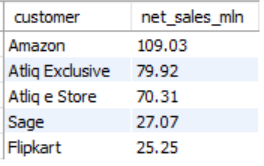 customer net_sales_mln
Amazon 109.03
Atliq Exclusive 79.92
Atliq e Store 70.31
Sage 27.07
Flipkart 25.25